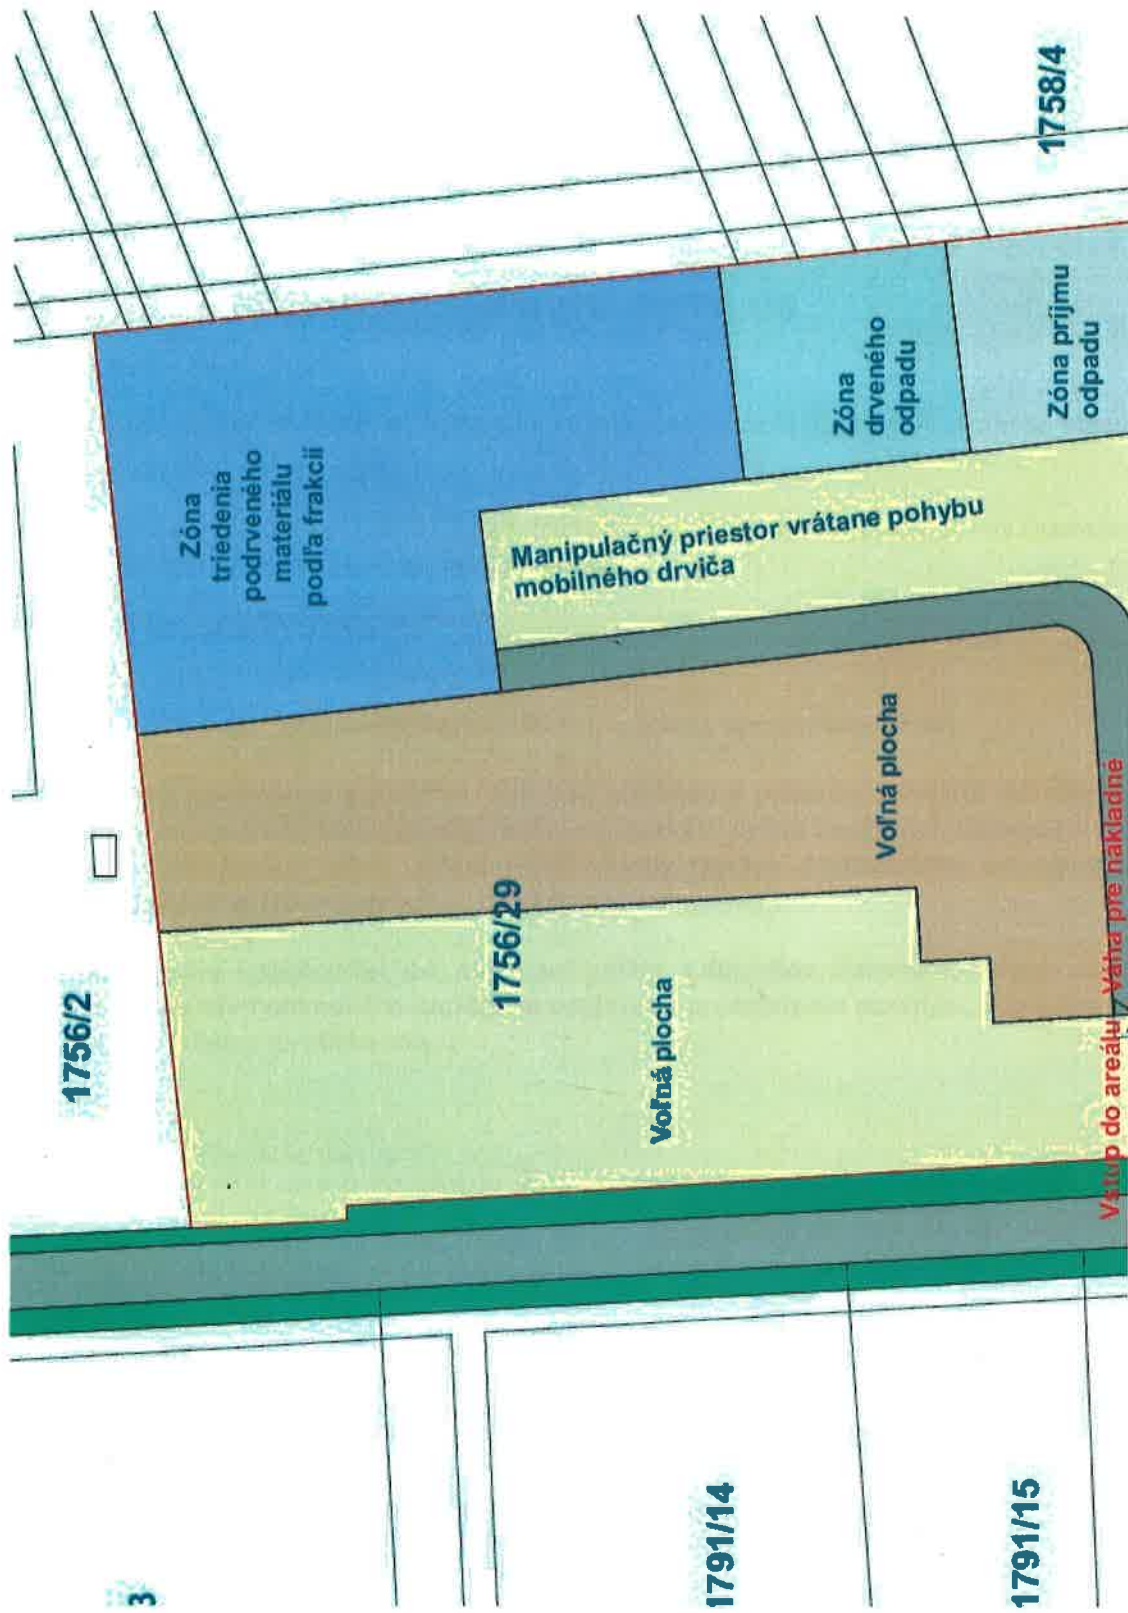 1756/2
3
Zóna
triedenia
podrveného
materiálu
podľa frakcií
1756/29
Manipulačný priestor vrátane pohybu
mobilného drviča
Voľná plocha
1791/14
Zóna
drveného
odpadu
Voľná plocha
1791/15
1758/4
Zóna príjmu
odpadu
Vstup do areálu
Váha pre nákladné